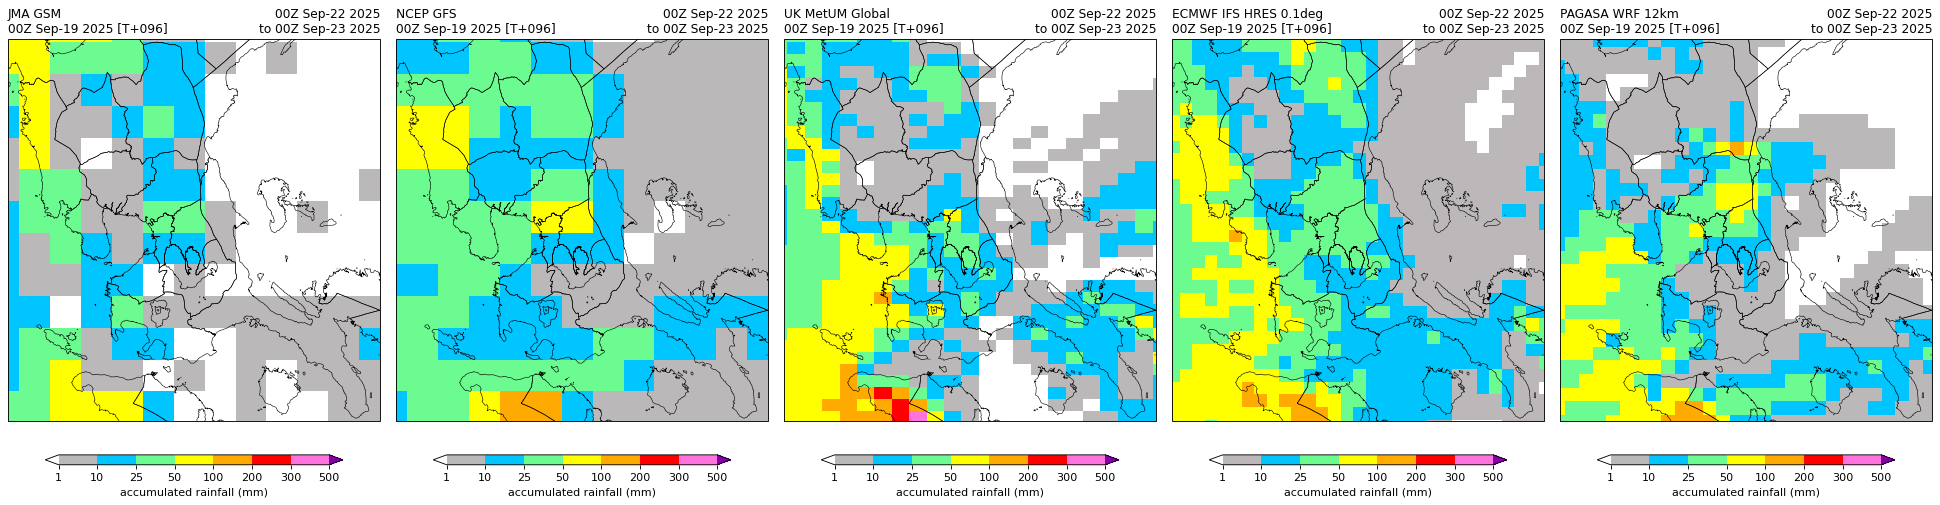 JMA GSM 00Z Sep-22 2025
00Z Sep-19 2025 [T+096] to 00Z Sep-23 2025
NCEP GFS 00Z Sep-22 2025
00Z Sep-19 2025 [T+096] to 00Z Sep-23 2025
UK MetUM Global 00Z Sep-22 2025
00Z Sep-19 2025 [T+096] to 00Z Sep-23 2025
ECMWF IFS HRES 0.1deg 00Z Sep-22 2025
00Z Sep-19 2025 [T+096] to 00Z Sep-23 2025
PAGASA WRF 12km 00Z Sep-22 2025
00Z Sep-19 2025 [T+096] to 00Z Sep-23 2025
1 10 25 50 100 200 300 500
accumulated rainfall (mm)
1 10 25 50 100 200 300 500
accumulated rainfall (mm)
1 10 25 50 100 200 300 500
accumulated rainfall (mm)
1 10 25 50 100 200 300 500
accumulated rainfall (mm)
1 10 25 50 100 200 300 500
accumulated rainfall (mm)